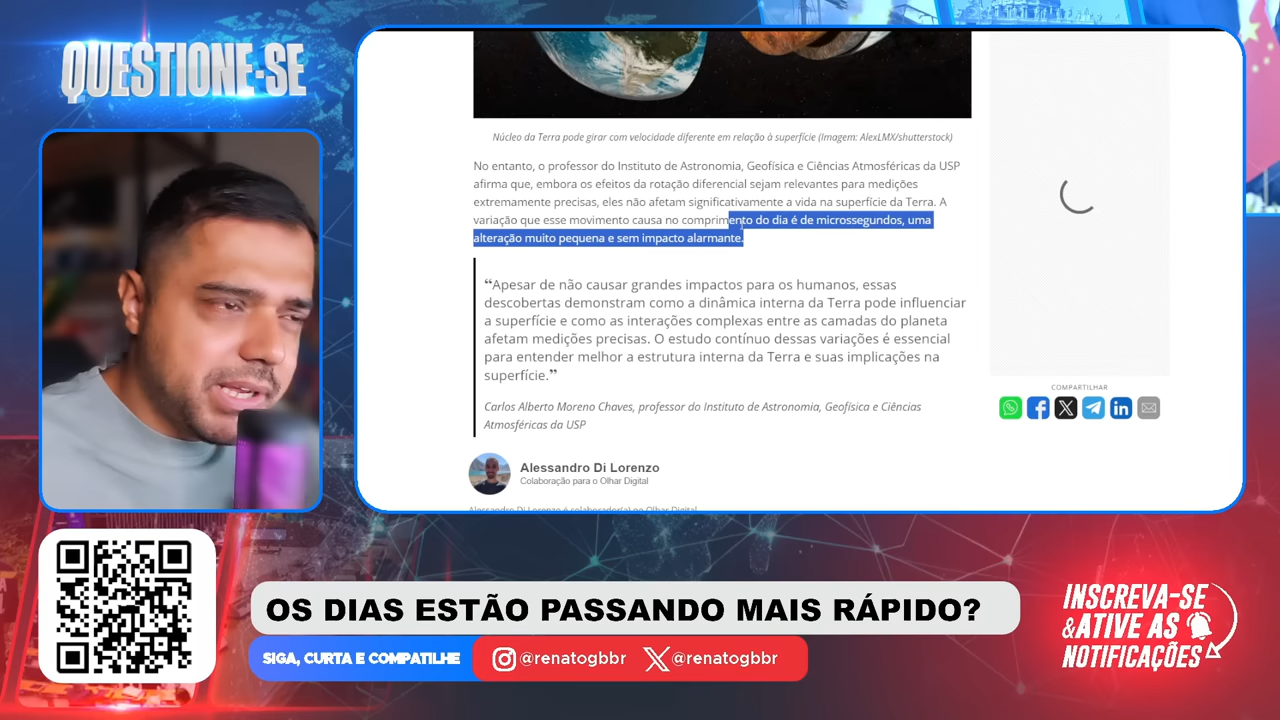 QUESTIONE-SE
Núcleo da Terra pode girar com velocidade diferente em relação à superfície (Imagem: AlexLMX/shutterstock)
No entanto, o professor do Instituto de Astronomia, Geofísica e Ciências Atmosféricas da USP
afirma que, embora os efeitos da rotação diferencial sejam relevantes para medições
extremamente precisas, eles não afetam significativamente a vida na superfície da Terra. A
variação que esse movimento causa no comprimento do dia é de microssegundos, uma
alteração muito pequena e sem impacto alarmante.
“Apesar de não causar grandes impactos para os humanos, essas
descobertas demonstram como a dinâmica interna da Terra pode influenciar
a superfície e como as interações complexas entre as camadas do planeta
afetam medições precisas. O estudo contínuo dessas variações é essencial
para entender melhor a estrutura interna da Terra e suas implicações na
superfície.”
Carlos Alberto Moreno Chaves, professor do Instituto de Astronomia, Geofísica e Ciências
Atmosféricas da USP
COMPARTILHAR
Alessandro Di Lorenzo
Colaboração para o Olhar Digital
Alessandro Di Lorenzo é colaborador(a) no Olhar Digital
OS DIAS ESTÃO PASSANDO MAIS RÁPIDO?
SIGA, CURTA E COMPATILHE
@renatogbbr
@renatogbbr
INSCREVA-SE
&ATIVE AS
NOTIFICAÇÕES